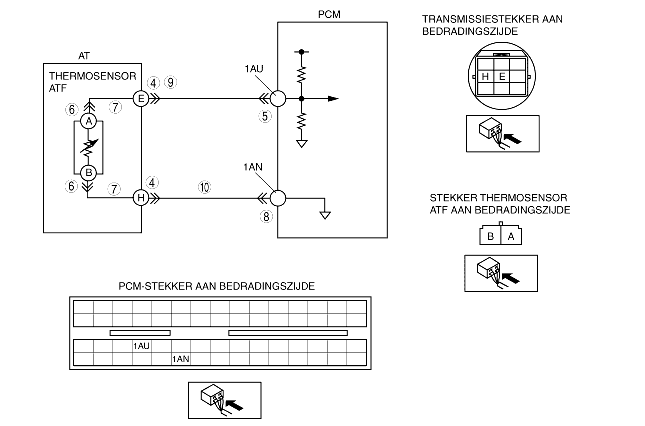 PCM
TRANSMISSIESTEKKER AAN
BEDRADINGSZIJDE
AT
THERMOSENSOR
ATF
1AU
4 9
H E
6 7
E
A
5
B
1AN
6 7
4
10
H
8
STEKKER THERMOSENSOR
ATF AAN BEDRADINGSZIJDE
B A
PCM-STEKKER AAN BEDRADINGSZIJDE
1AU
1AN